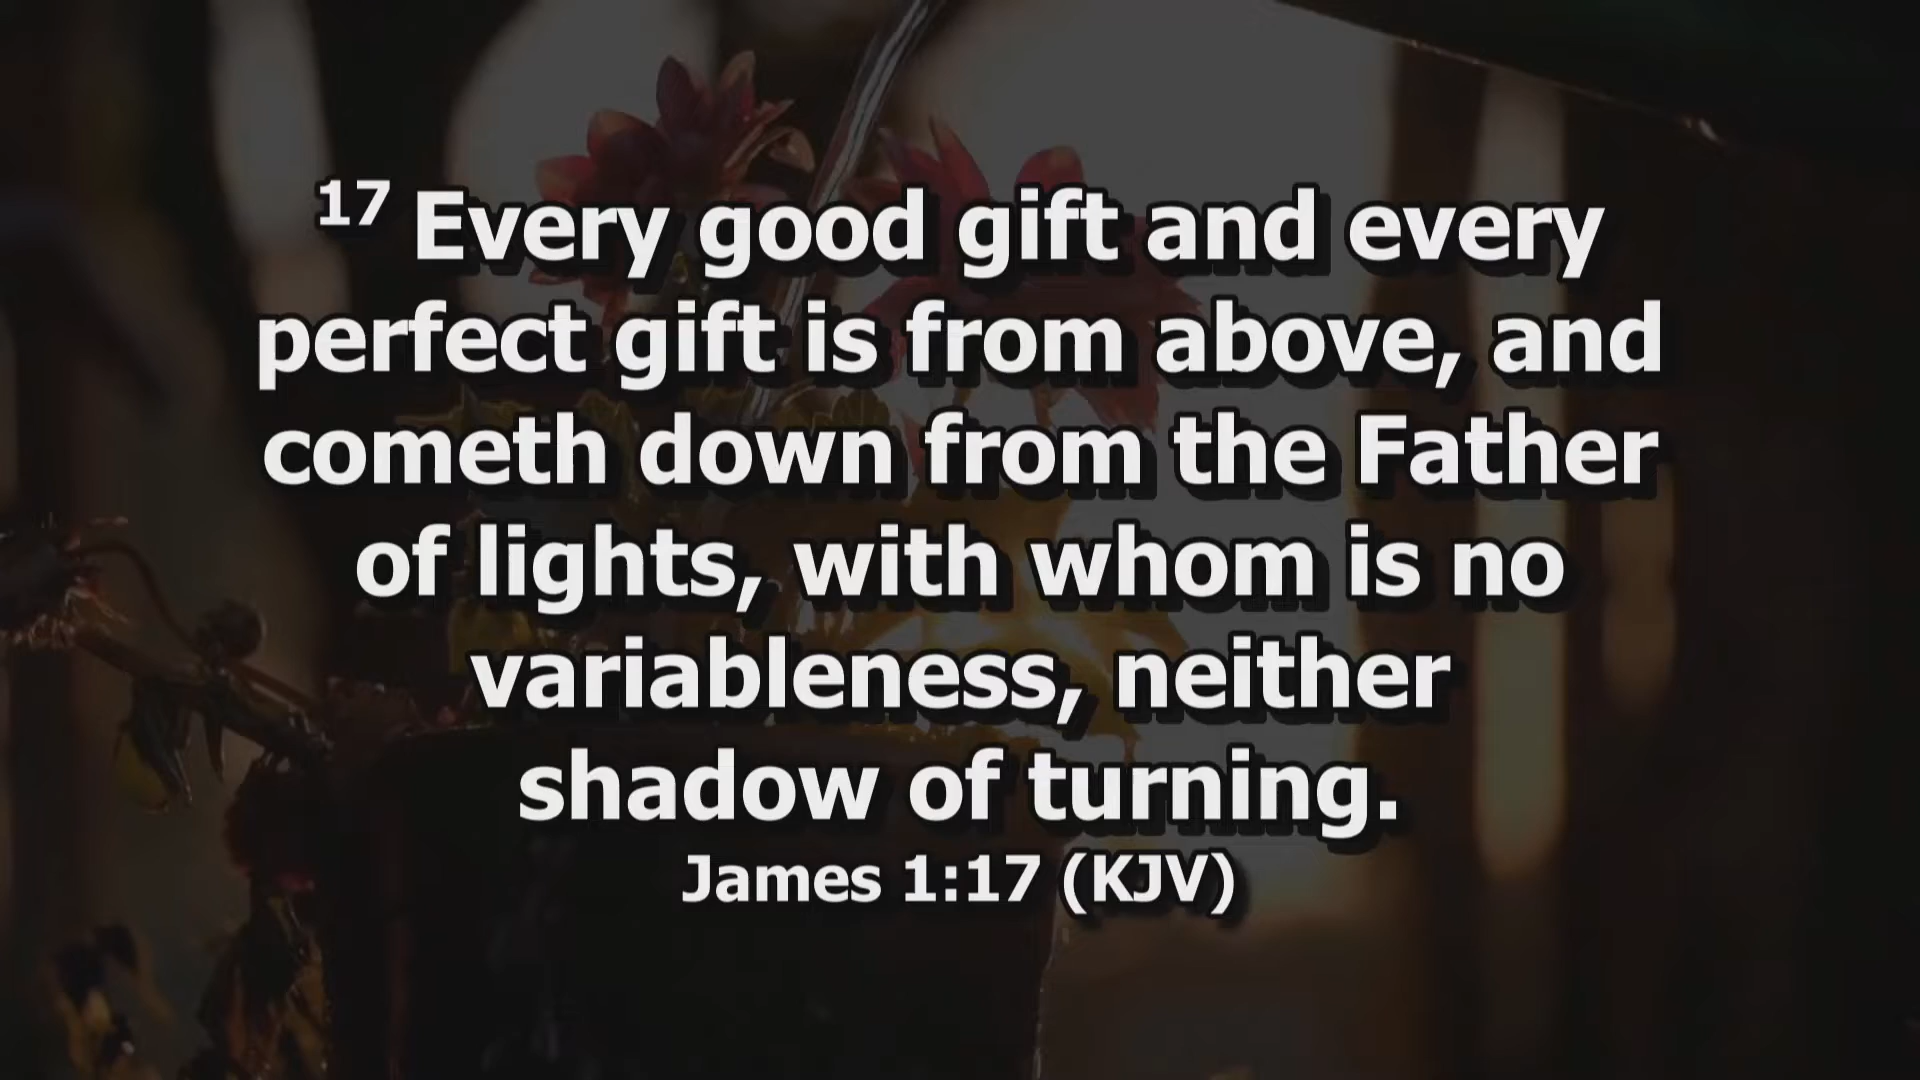 17 Every good gift and every
perfect gift is from above, and
cometh down from the Father
of lights, with whom is no
variableness, neither
shadow of turning.
James 1:17 (KJV)